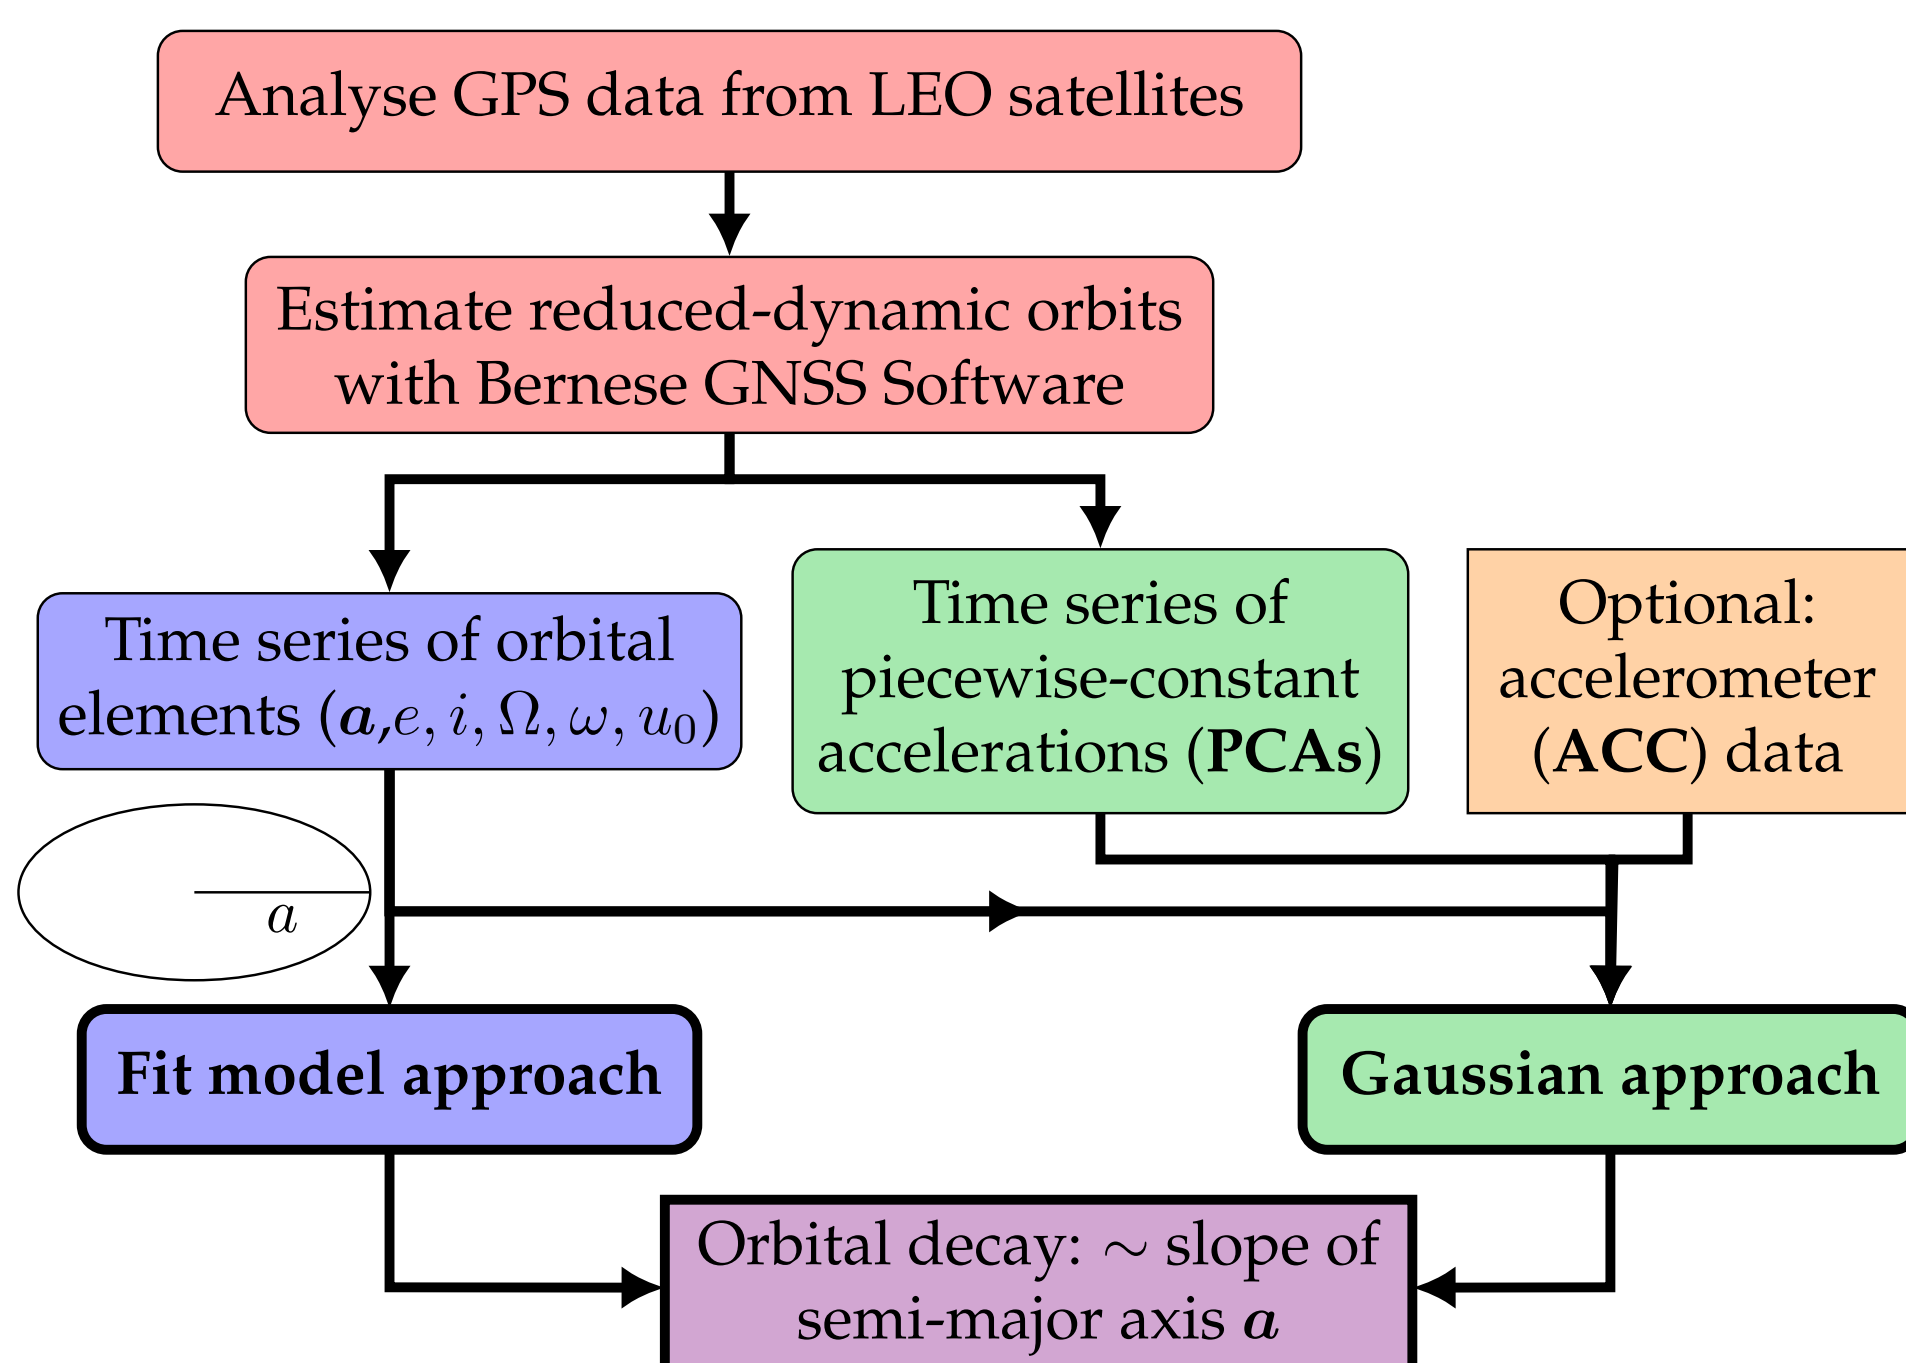 Analyse GPS data from LEO satellites
Estimate reduced-dynamic orbits
with Bernese GNSS Software
Time series of orbital
elements (a,e, i, Ω, ω, u₀)
Time series of
piecewise-constant
accelerations (PCAs)
Optional:
accelerometer
(ACC) data
a
Fit model approach
Gaussian approach
Orbital decay: ∼ slope of
semi-major axis a